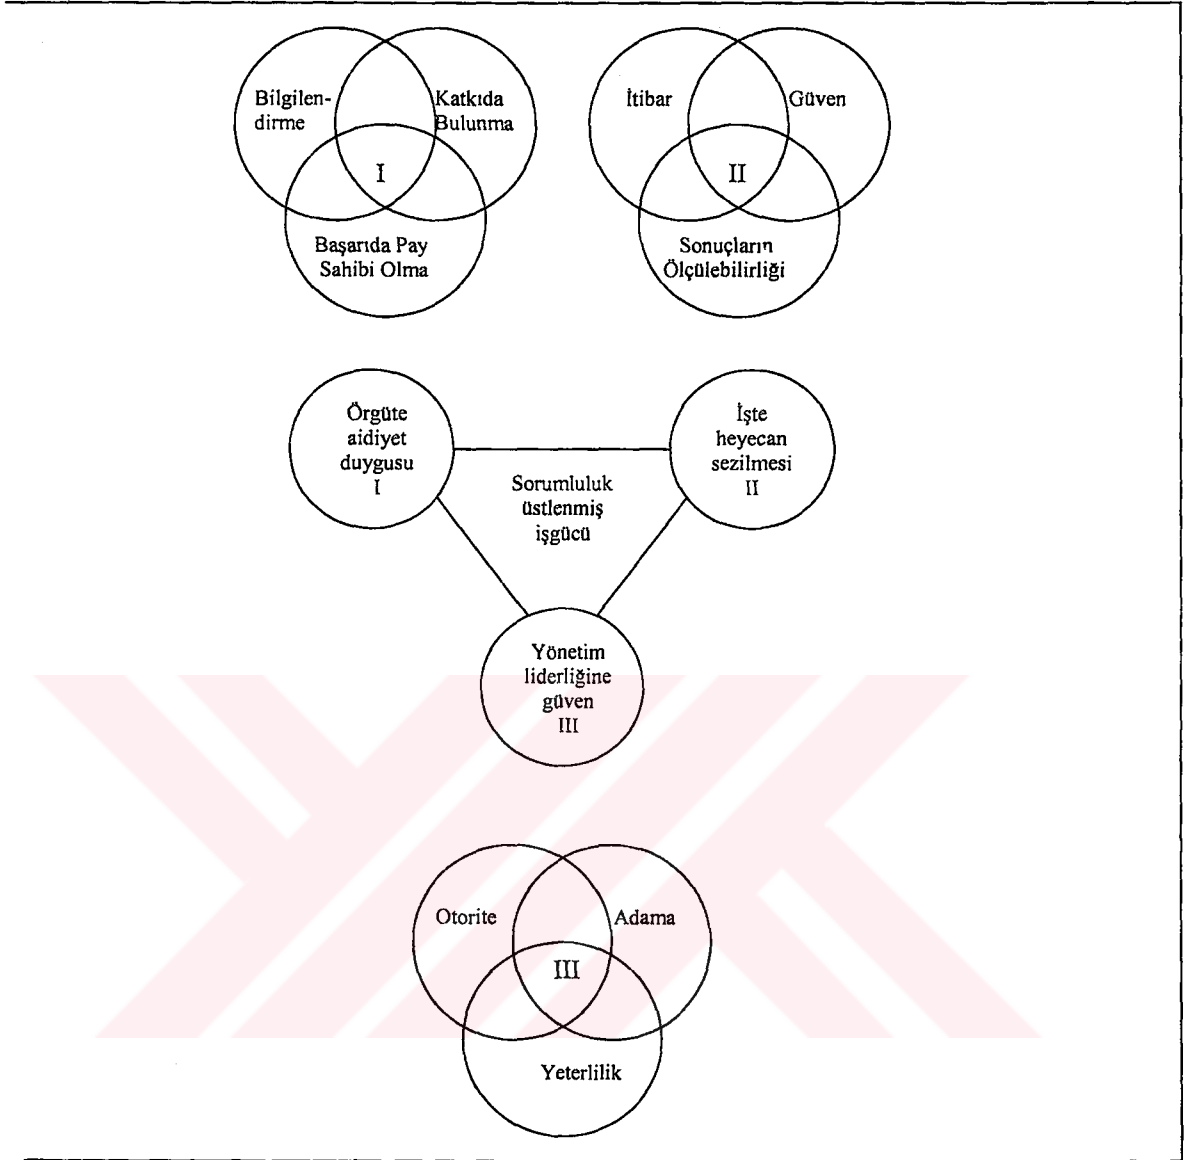 Bilgilen-
dirme
Katkıda
Bulunma
I
Başarıda Pay
Sahibi Olma
İtibar
Güven
II
Sonuçların
Ölçülebilirliği
Örgüte
aidiyet
duygusu
I
İşte
heyecan
sezilmesi
II
Sorumluluk
üstlenmiş
işgücü
Yönetim
liderliğine
güven
III
Otorite
Adama
III
Yeterlilik